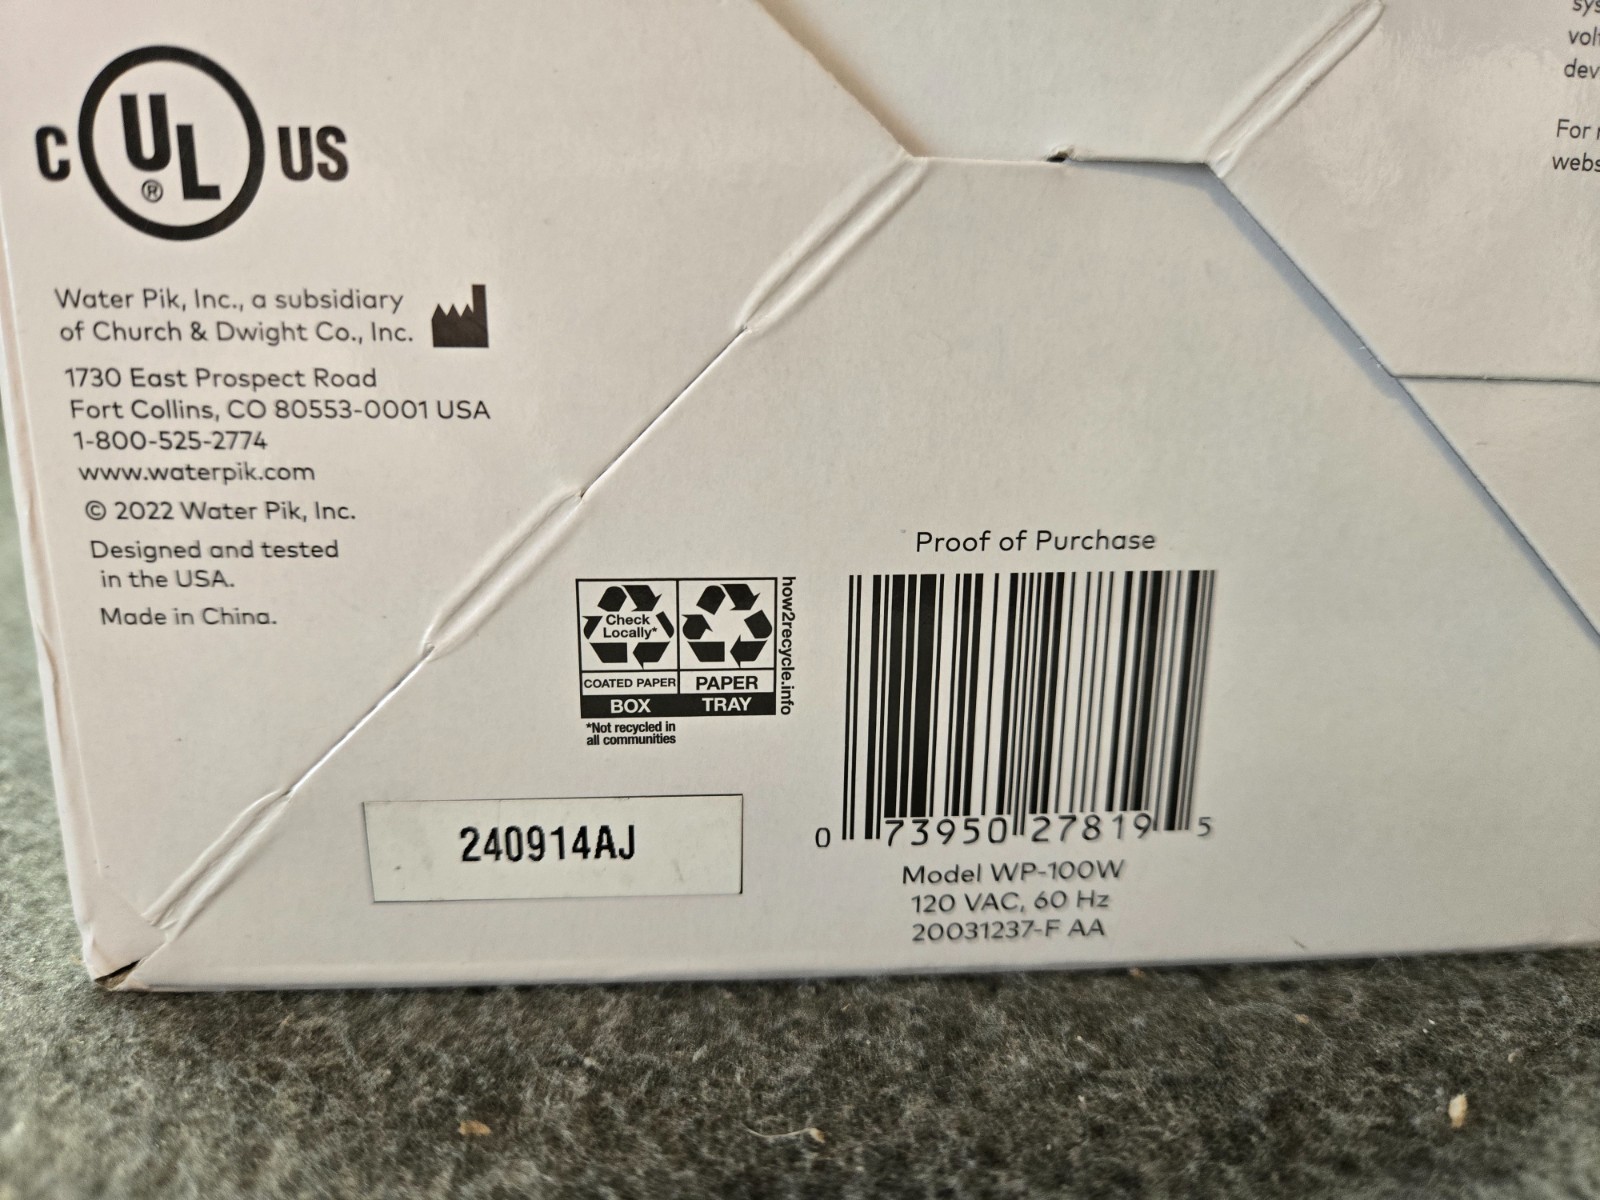 C UL® US
Water Pik, Inc., a subsidiary
of Church & Dwight Co., Inc.
1730 East Prospect Road
Fort Collins, CO 80553-0001 USA
1-800-525-2774
www.waterpik.com
© 2022 Water Pik, Inc.
Designed and tested
in the USA.
Made in China.
Check
Locally*
COATED PAPER
BOX
PAPER
TRAY
how2recycle.info
*Not recycled in
all communities
240914AJ
Proof of Purchase
0 73950 27819 5
Model WP-100W
120 VAC, 60 Hz
20031237-F AA
For